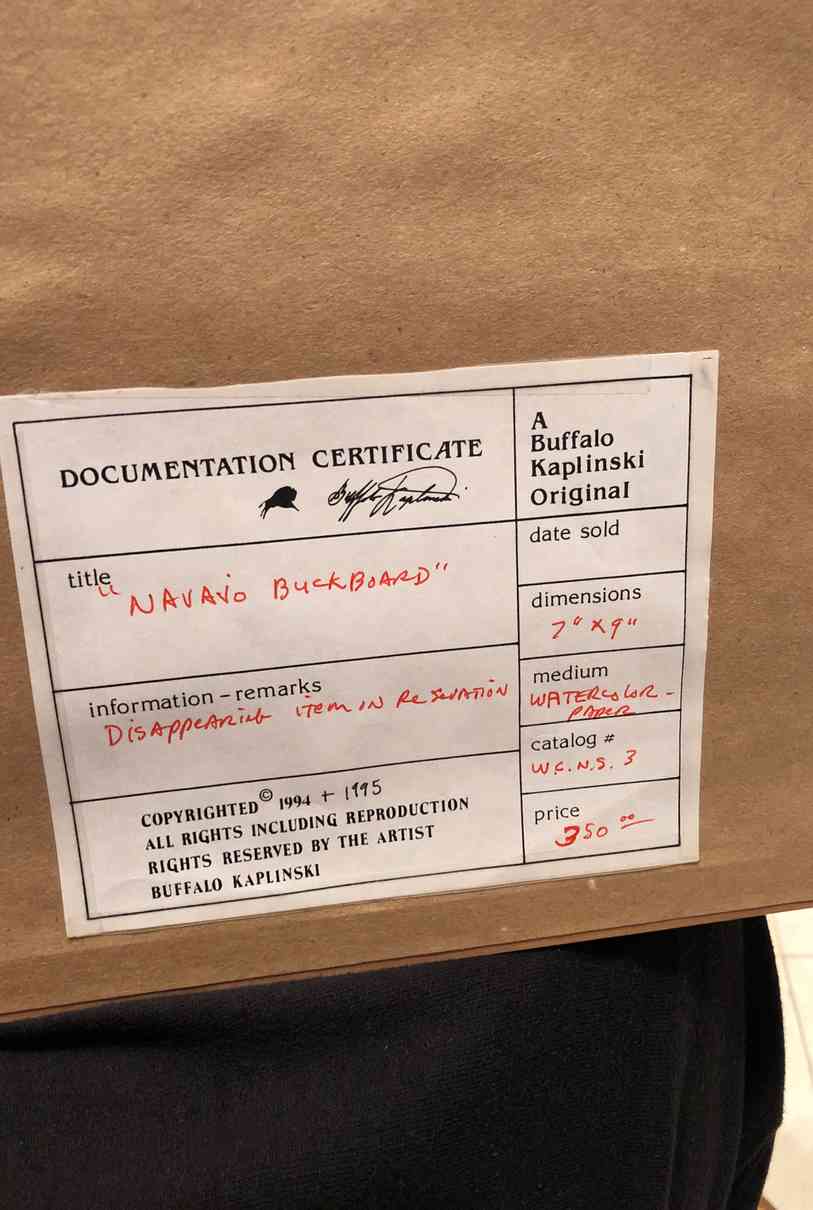 DOCUMENTATION CERTIFICATE
Buffalo Kaplinski
title
"NAVAJO BUCKBOARD"
information – remarks
DISAPPEARING ITEM IN RESERVATION
COPYRIGHTED © 1994 + 1995
ALL RIGHTS INCLUDING REPRODUCTION
RIGHTS RESERVED BY THE ARTIST
BUFFALO KAPLINSKI
A
Buffalo
Kaplinski
Original
date sold
dimensions
7" X 9"
medium
WATERCOLOR -
PAPER
catalog #
W.C.N.S. 3
price
350 00